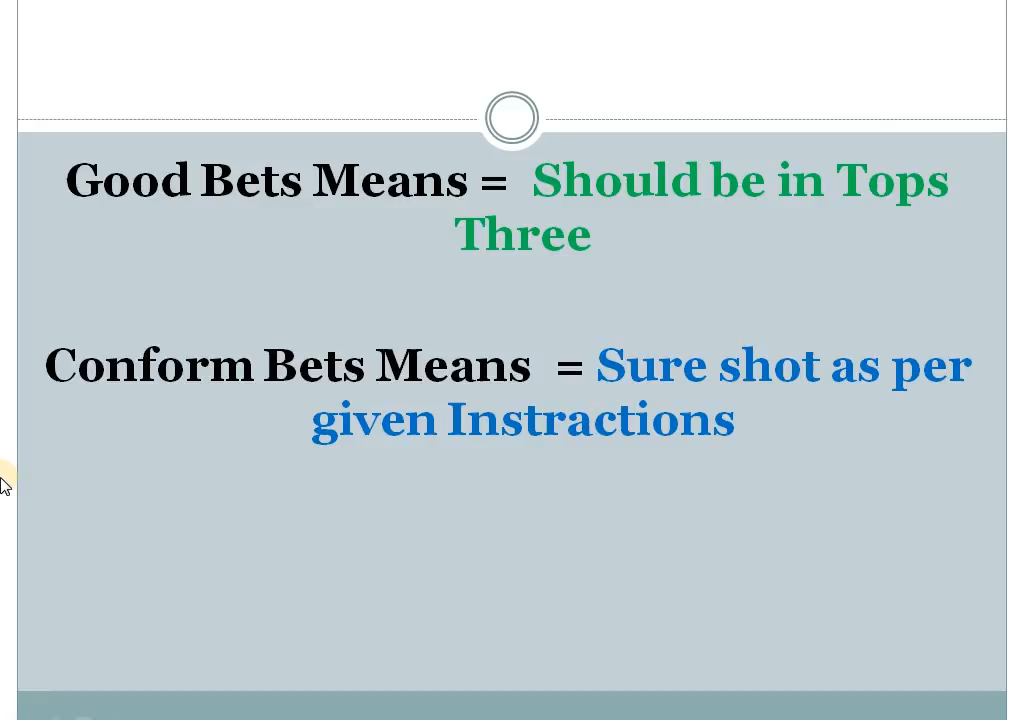 Good Bets Means = Should be in Tops
Three
Conform Bets Means = Sure shot as per
given Instractions